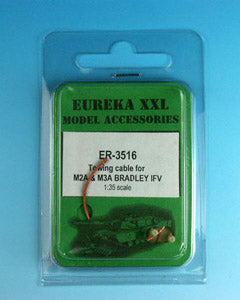 EUREKA XXL
MODEL ACCESSORIES
ER-3516
Towing cable for
M2A & M3A BRADLEY IFV
1:35 scale